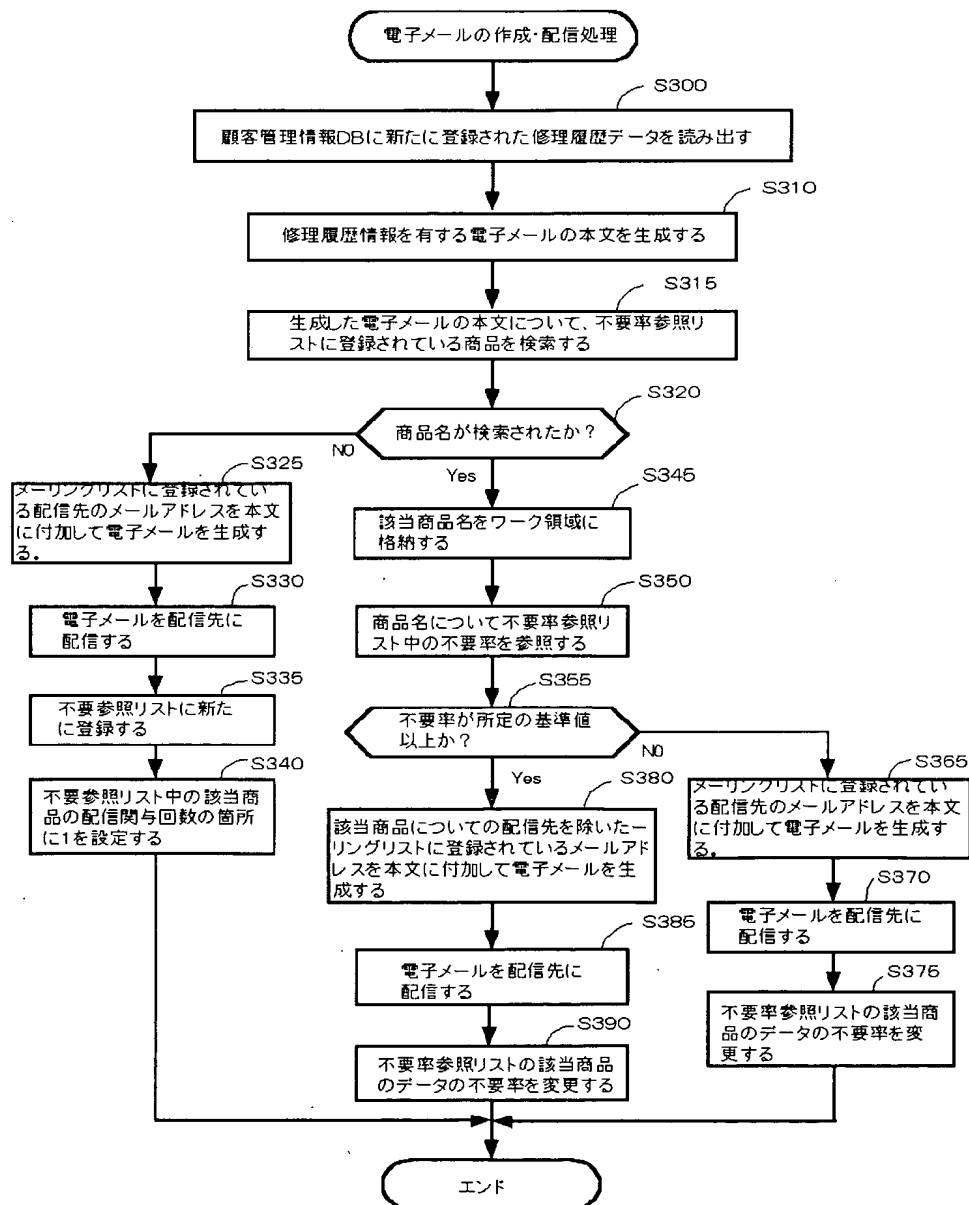 電子メールの作成・配信処理
S300
顧客管理情報DBに新たに登録された修理履歴データを読み出す
S310
修理履歴情報を有する電子メールの本文を生成する
S315
生成した電子メールの本文について、不要率参照リ
ストに登録されている商品を検索する
S320
商品名が検索されたか？
NO
Yes
S325
メーリングリストに登録されてい
る配信先のメールアドレスを本文
に付加して電子メールを生成す
る．
S330
電子メールを配信先に
配信する
S335
不要参照リストに新た
に登録する
S340
不要参照リスト中の該当商
品の配信関与回数の箇所
に1を設定する
S345
該当商品名をワーク領域に
格納する
S350
商品名について不要率参照リ
スト中の不要率を参照する
S355
不要率が所定の基準値
以上か？
NO
Yes
S380
該当商品についての配信先を除いたー
リングリストに登録されているメールアド
レスを本文に付加して電子メールを生
成する
S385
電子メールを配信先に
配信する
S390
不要率参照リストの該当商品
のデータの不要率を変更する
S365
メーリングリストに登録されてい
る配信先のメールアドレスを本文
に付加して電子メールを生成す
る．
S370
電子メールを配信先に
配信する
S375
不要率参照リストの該当商
品のデータの不要率を変
更する
エンド